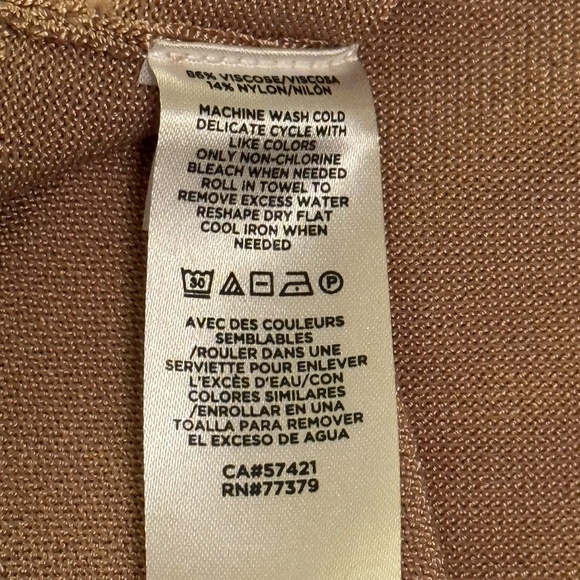 86% VISCOSE/VISCOSA
14% NYLON/NILÓN
MACHINE WASH COLD
DELICATE CYCLE WITH
LIKE COLORS
ONLY NON-CHLORINE
BLEACH WHEN NEEDED
ROLL IN TOWEL TO
REMOVE EXCESS WATER
RESHAPE DRY FLAT
COOL IRON WHEN
NEEDED
30 P
AVEC DES COULEURS
SEMBLABLES
/ROULER DANS UNE
SERVIETTE POUR ENLEVER
L'EXCÈS D'EAU/CON
COLORES SIMILARES
/ENROLLAR EN UNA
TOALLA PARA REMOVER
EL EXCESO DE AGUA
CA#57421
RN#77379